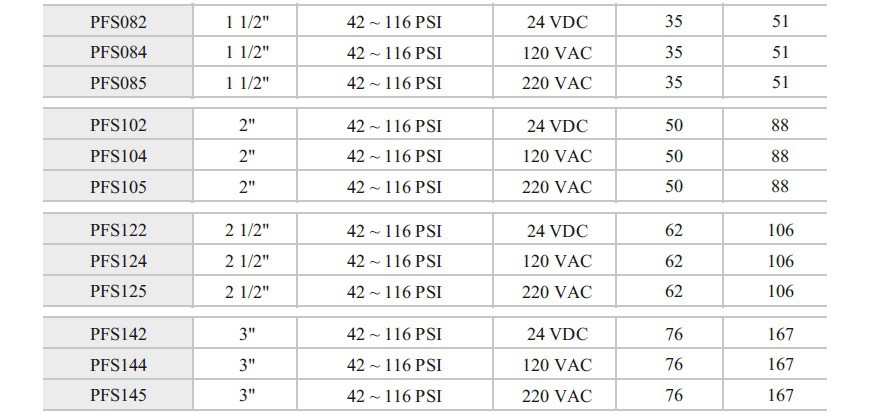 PFS082 1 1/2" 42 ~ 116 PSI 24 VDC 35 51
PFS084 1 1/2" 42 ~ 116 PSI 120 VAC 35 51
PFS085 1 1/2" 42 ~ 116 PSI 220 VAC 35 51
PFS102 2" 42 ~ 116 PSI 24 VDC 50 88
PFS104 2" 42 ~ 116 PSI 120 VAC 50 88
PFS105 2" 42 ~ 116 PSI 220 VAC 50 88
PFS122 2 1/2" 42 ~ 116 PSI 24 VDC 62 106
PFS124 2 1/2" 42 ~ 116 PSI 120 VAC 62 106
PFS125 2 1/2" 42 ~ 116 PSI 220 VAC 62 106
PFS142 3" 42 ~ 116 PSI 24 VDC 76 167
PFS144 3" 42 ~ 116 PSI 120 VAC 76 167
PFS145 3" 42 ~ 116 PSI 220 VAC 76 167